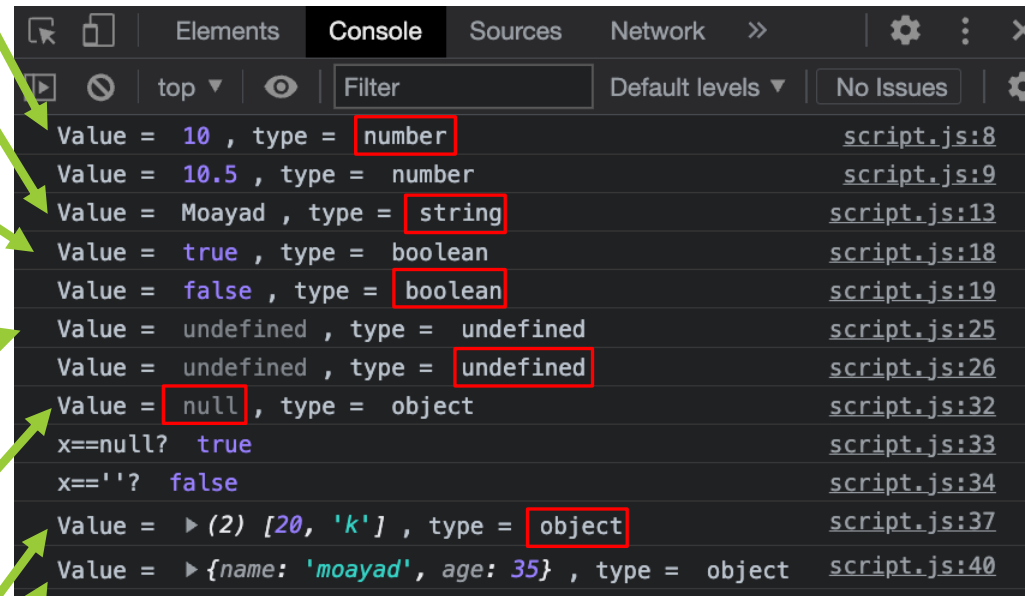 Elements Console Sources Network »
top ▼ Filter Default levels ▼ No Issues
Value = 10 , type = number script.js:8
Value = 10.5 , type = number script.js:9
Value = Moayad , type = string script.js:13
Value = true , type = boolean script.js:18
Value = false , type = boolean script.js:19
Value = undefined , type = undefined script.js:25
Value = undefined , type = undefined script.js:26
Value = null , type = object script.js:32
x==null? true script.js:33
x==''? false script.js:34
Value = ▶ (2) [20, 'k'] , type = object script.js:37
Value = ▶ {name: 'moayad', age: 35} , type = object script.js:40